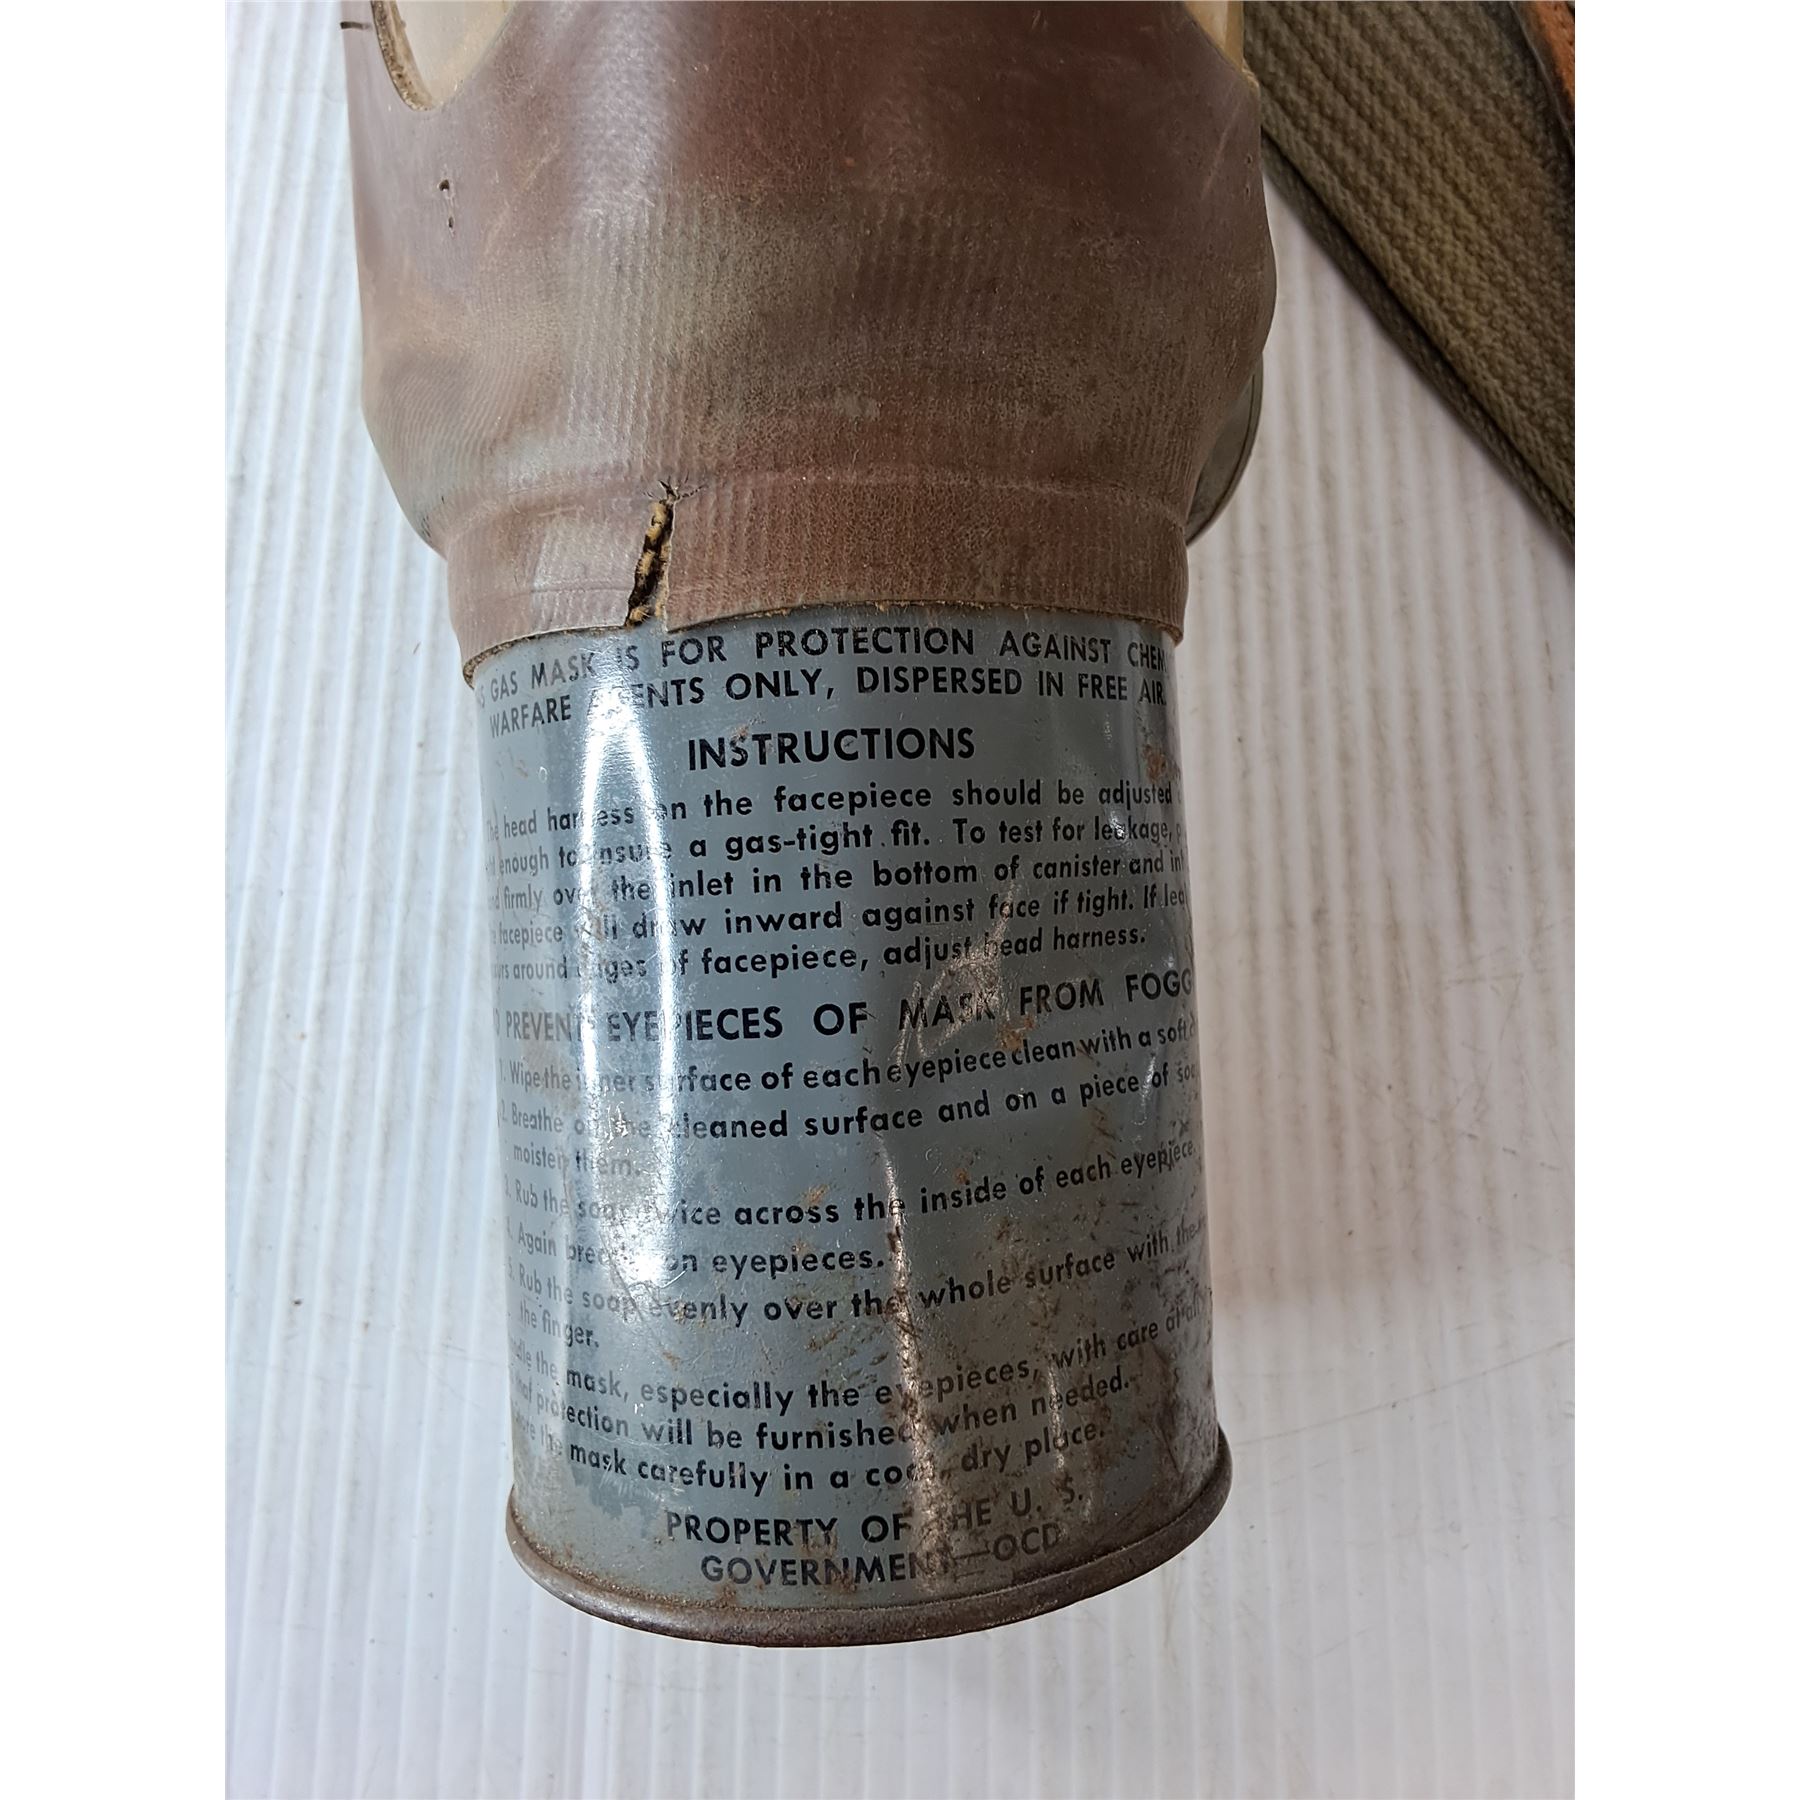 GAS MASK IS FOR PROTECTION AGAINST CHEM
WARFARE AGENTS ONLY, DISPERSED IN FREE AIR.
INSTRUCTIONS
The head harness on the facepiece should be adjusted
enough to insure a gas-tight fit. To test for leakage,
firmly over the inlet in the bottom of canister and in
facepiece will draw inward against face if tight. If lea
around edges of facepiece, adjust head harness.
PREVENT EYEPIECES OF MASK FROM FOGG
1. Wipe the inner surface of each eyepiece clean with a soft
2. Breathe on the cleaned surface and on a piece of soa
moisten them.
3. Rub the soap twice across the inside of each eyepiece.
4. Again breathe on eyepieces.
5. Rub the soap evenly over the whole surface with the
the finger.
the mask, especially the eyepieces, with care at all
protection will be furnished when needed.
the mask carefully in a cool, dry place.
PROPERTY OF THE U. S.
GOVERNMENT—OCD